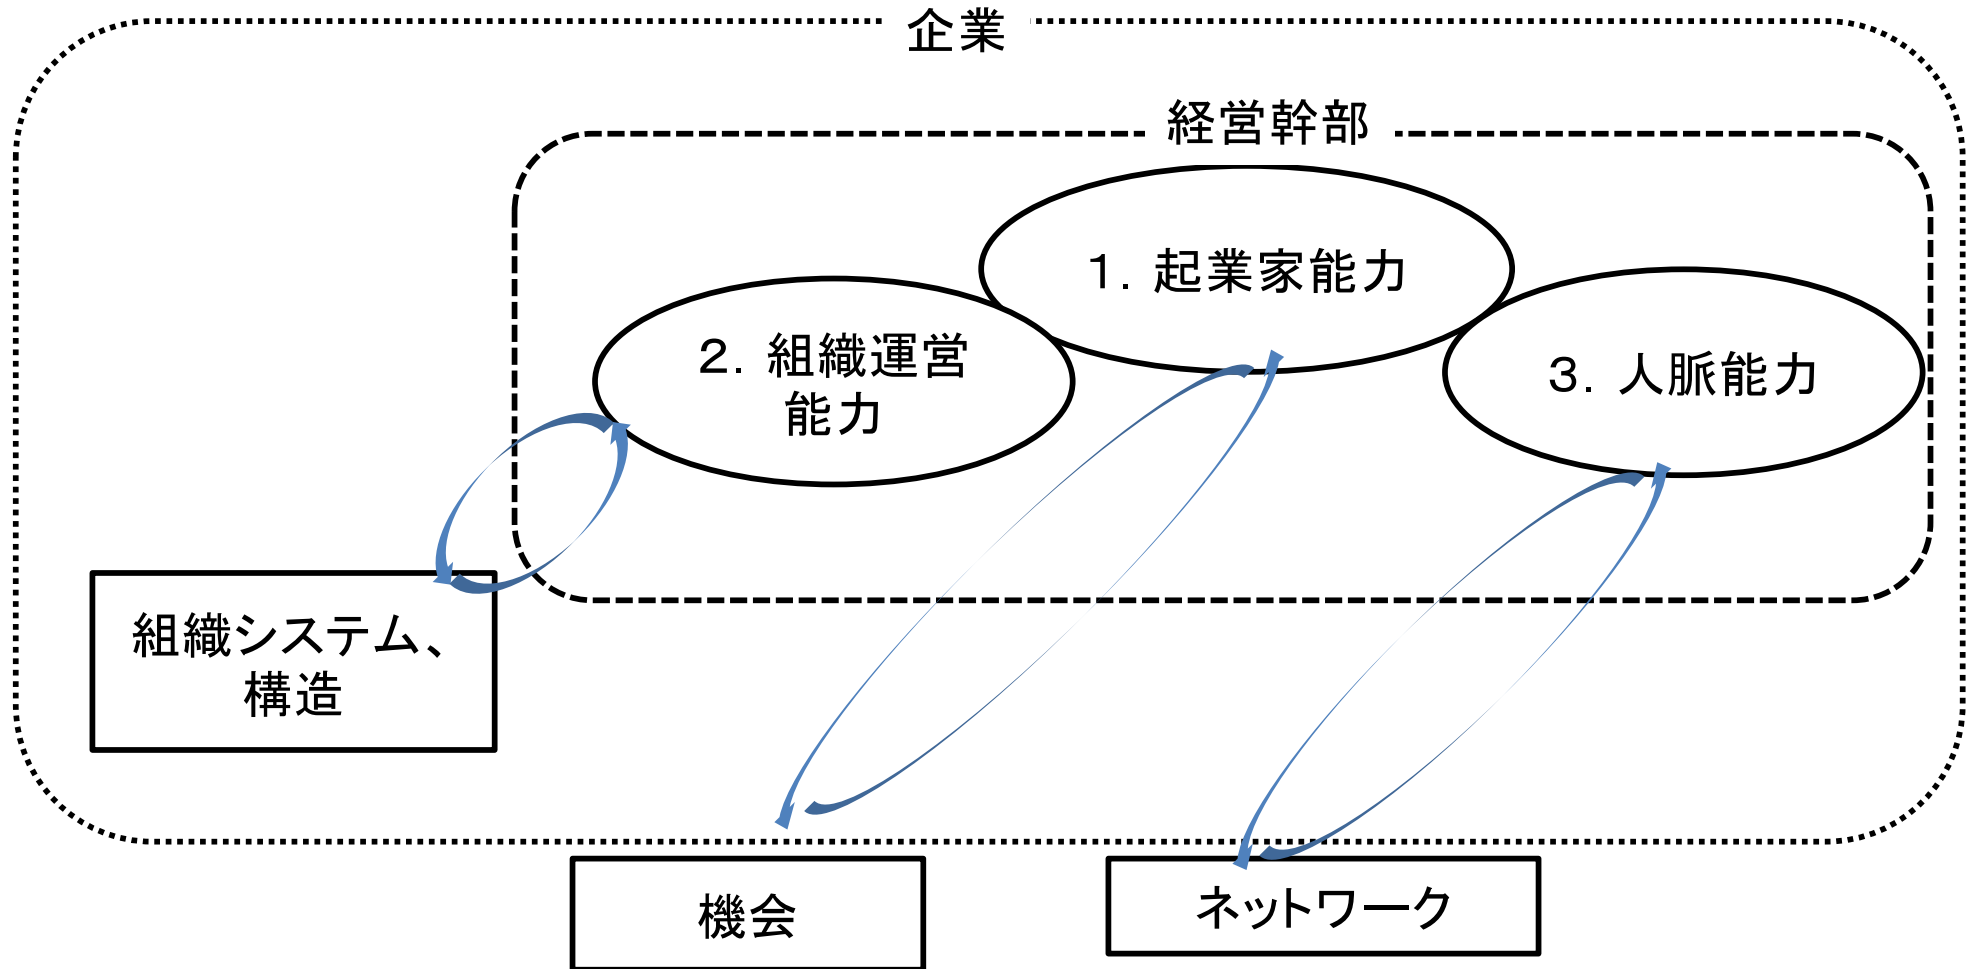 企業
経営幹部
1．起業家能力
2．組織運営
能力
3．人脈能力
組織システム、
構造
機会
ネットワーク